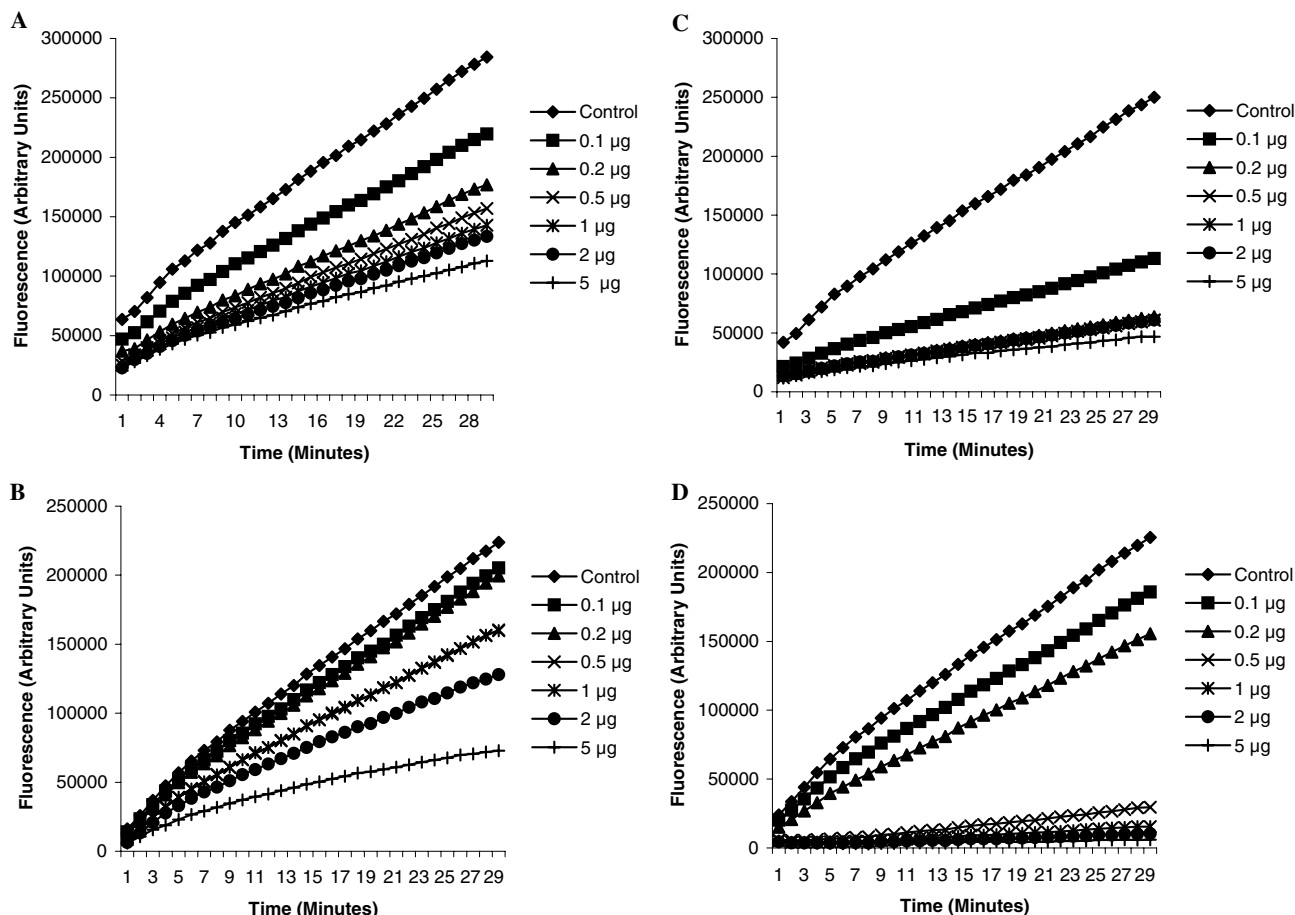 A
Fluorescence (Arbitrary Units)
300000
250000
200000
150000
100000
50000
0
1 4 7 10 13 16 19 22 25 28
Time (Minutes)
Control
0.1 µg
0.2 µg
0.5 µg
1 µg
2 µg
5 µg
C
Fluorescence (Arbitrary Units)
300000
250000
200000
150000
100000
50000
0
1 3 5 7 9 11 13 15 17 19 21 23 25 27 29
Time (Minutes)
Control
0.1 µg
0.2 µg
0.5 µg
1 µg
2 µg
5 µg
B
Fluorescence (Arbitrary Units)
250000
200000
150000
100000
50000
0
1 3 5 7 9 11 13 15 17 19 21 23 25 27 29
Time (Minutes)
Control
0.1 µg
0.2 µg
0.5 µg
1 µg
2 µg
5 µg
D
Fluorescence (Arbitrary Units)
250000
200000
150000
100000
50000
0
1 3 5 7 9 11 13 15 17 19 21 23 25 27 29
Time (Minutes)
Control
0.1 µg
0.2 µg
0.5 µg
1 µg
2 µg
5 µg